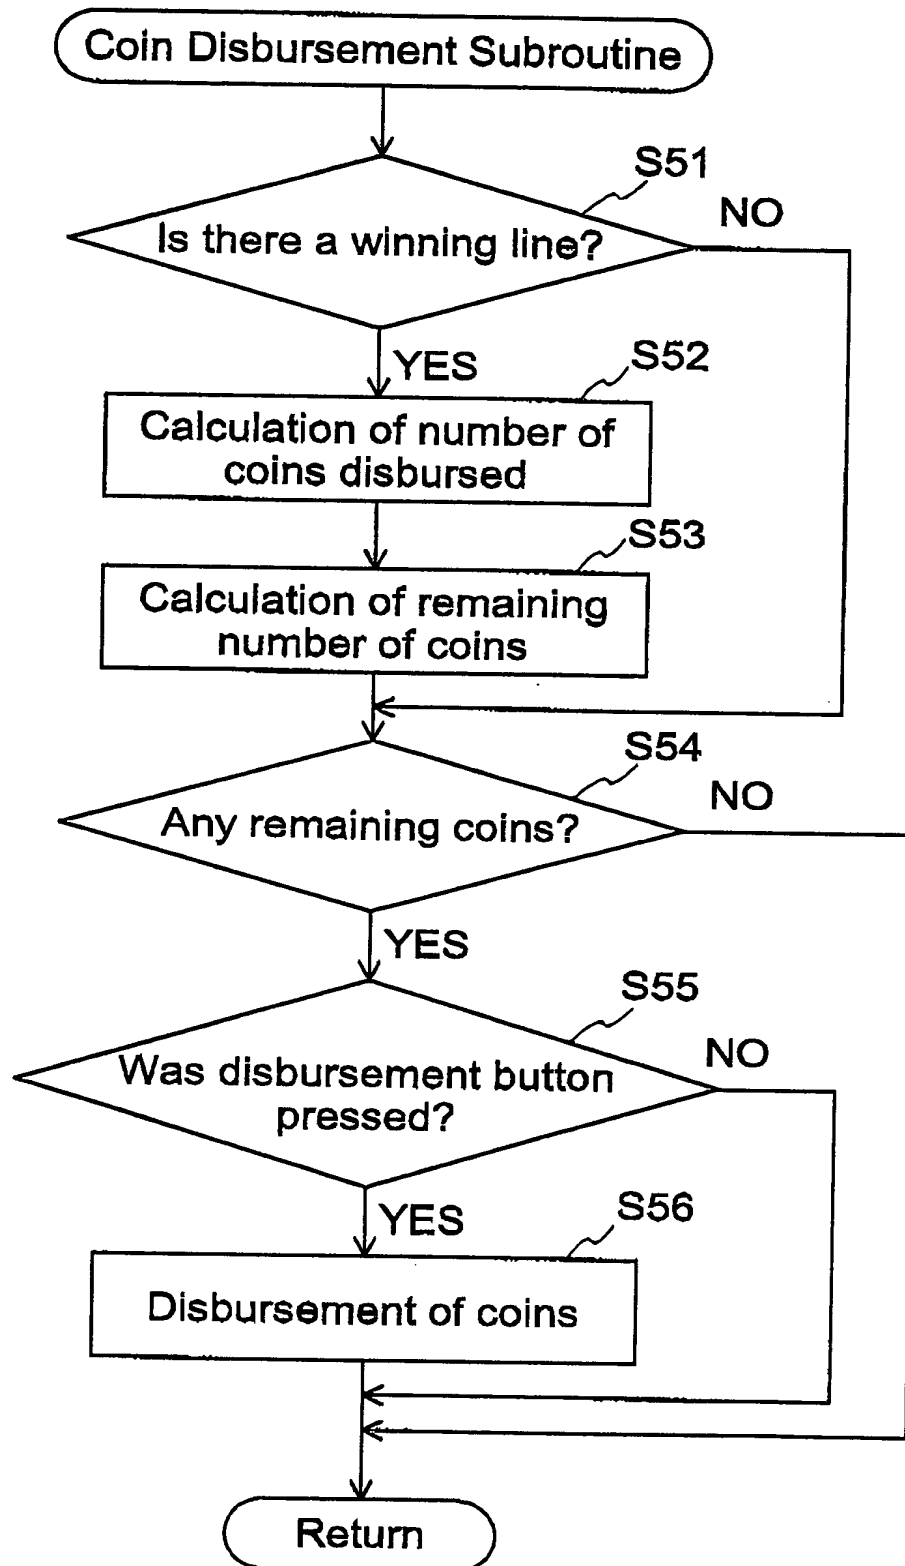 Coin Disbursement Subroutine
S51
NO
Is there a winning line?
YES
S52
Calculation of number of
coins disbursed
S53
Calculation of remaining
number of coins
S54
NO
Any remaining coins?
YES
S55
NO
Was disbursement button
pressed?
YES
S56
Disbursement of coins
Return